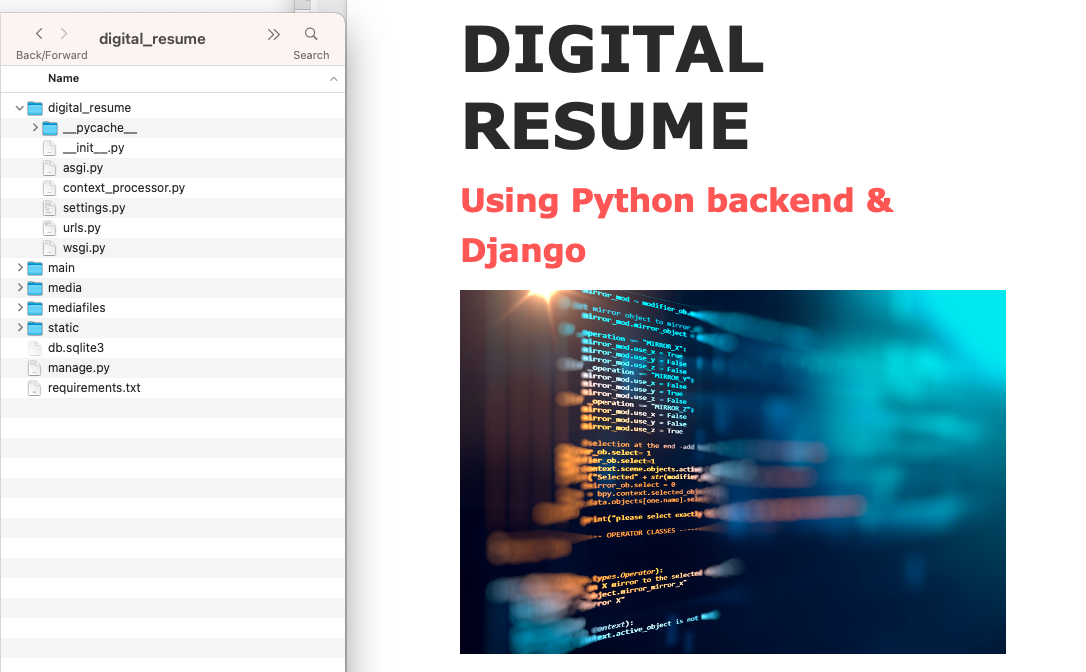 digital_resume
Back/Forward
Search
Name
digital_resume
__pycache__
__init__.py
asgi.py
context_processor.py
settings.py
urls.py
wsgi.py
main
media
mediafiles
static
db.sqlite3
manage.py
requirements.txt
DIGITAL
RESUME
Using Python backend &
Django
mirror_mod = modifier_ob.
mirror object to mirror
mirror_mod.mirror_object
operation == "MIRROR_X":
mirror_mod.use_x = True
mirror_mod.use_y = False
mirror_mod.use_z = False
_operation == "MIRROR_Y":
mirror_mod.use_x = False
mirror_mod.use_y = True
mirror_mod.use_z = False
_operation == "MIRROR_Z":
mirror_mod.use_x = False
mirror_mod.use_y = False
mirror_mod.use_z = True
selection at the end -add
_ob.select= 1
ler_ob.select=1
ntext.scene.objects.active
("Selected" + str(modifier_
irror_ob.select = 0
bpy.context.selected_obj
data.objects[one.name].sel
print("please select exactly
-- OPERATOR CLASSES ----
types.Operator):
X mirror to the selected
ject.mirror_mirror_x"
ror X"
ontext):
ext.active_object is not